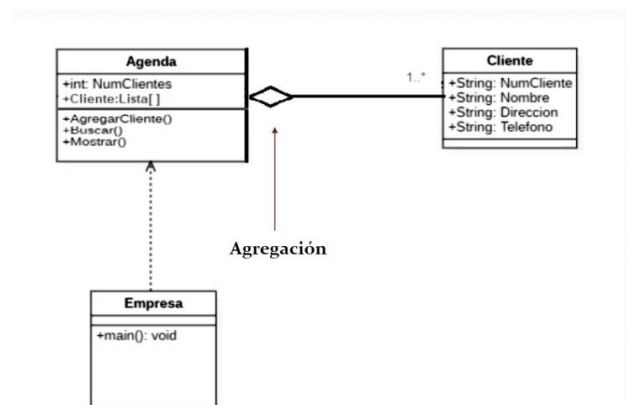 Agenda
+int: NumClientes
+Cliente:Lista[ ]
+AgregarCliente()
+Buscar()
+Mostrar()
1..*
Cliente
+String: NumCliente
+String: Nombre
+String: Direccion
+String: Telefono
Agregación
Empresa
+main(): void